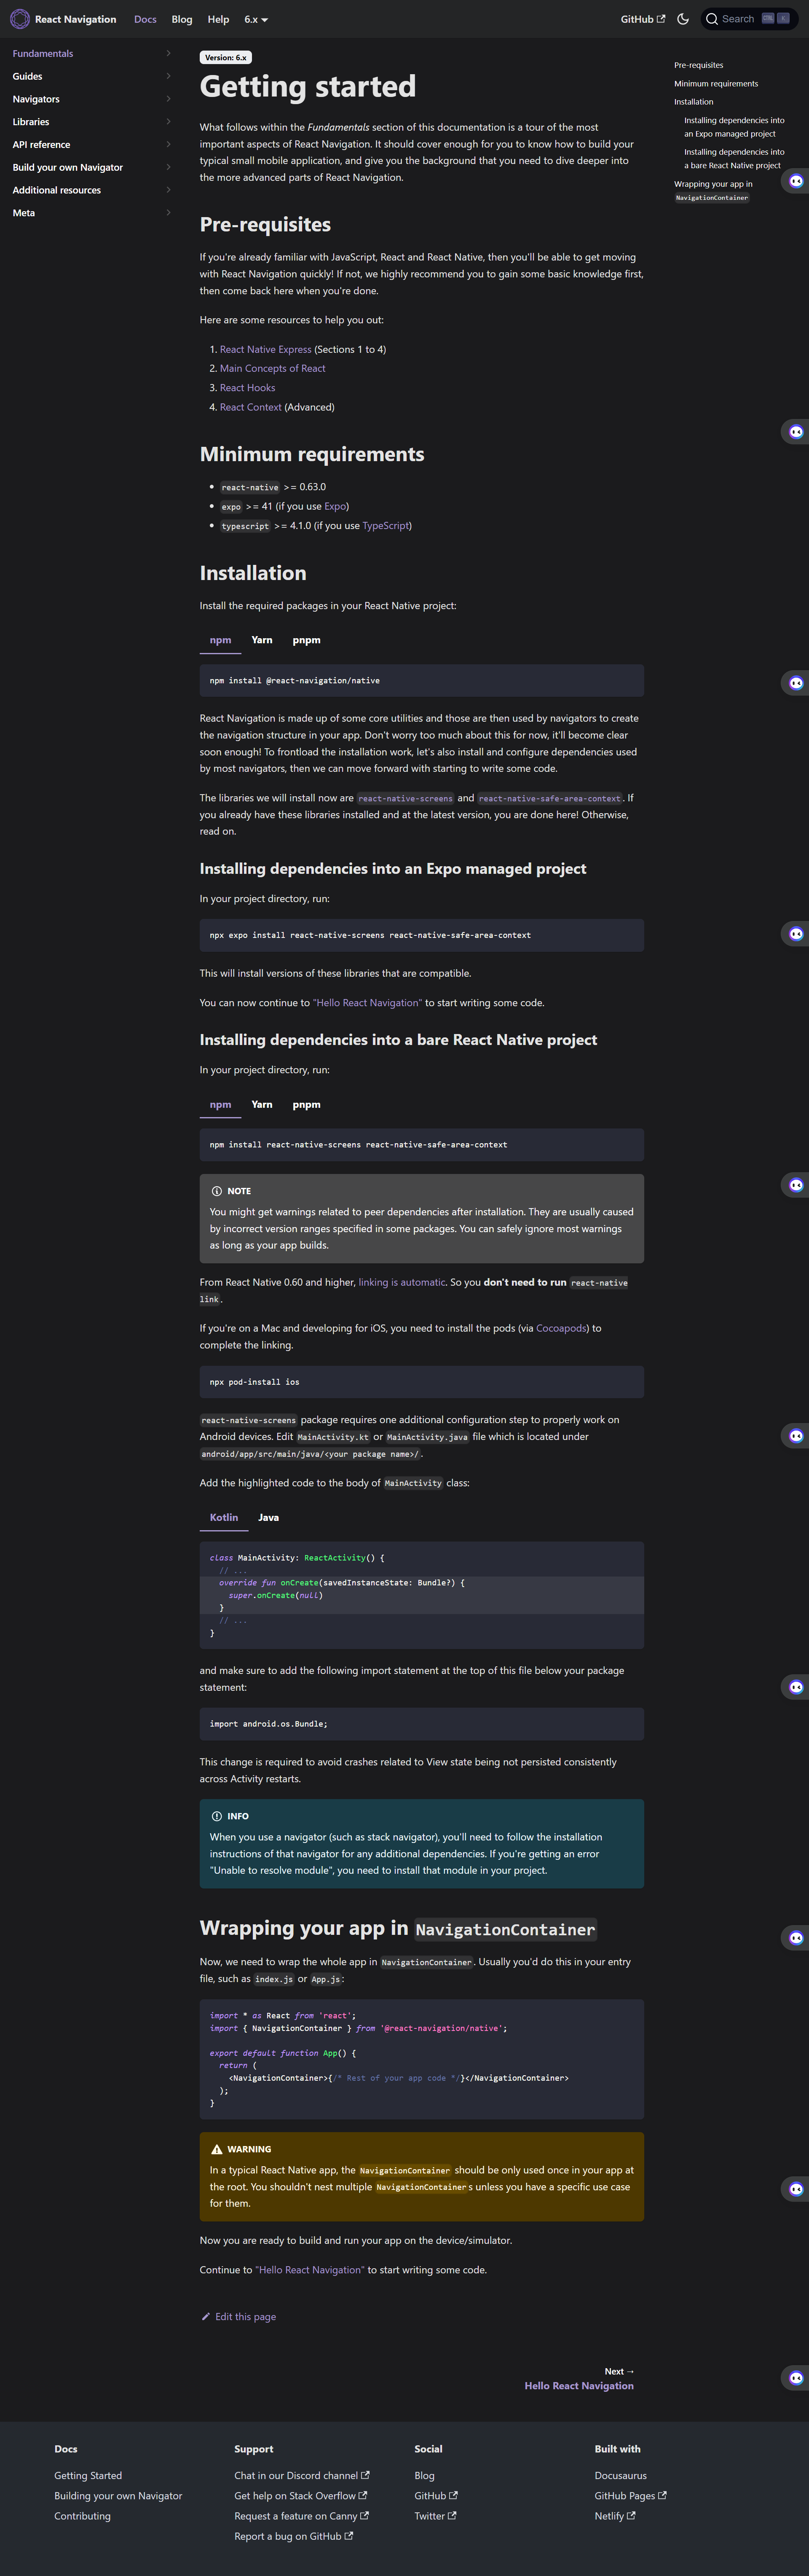 React Navigation Docs Blog Help 6.x GitHub Search
Fundamentals
Guides
Navigators
Libraries
API reference
Build your own Navigator
Additional resources
Meta
Version: 6.x
Getting started
What follows within the Fundamentals section of this documentation is a tour of the most
important aspects of React Navigation. It should cover enough for you to know how to build your
typical small mobile application, and give you the background that you need to dive deeper into
the more advanced parts of React Navigation.
Pre-requisites
If you're already familiar with JavaScript, React and React Native, then you'll be able to get moving
with React Navigation quickly! If not, we highly recommend you to gain some basic knowledge first,
then come back here when you're done.
Here are some resources to help you out:
1. React Native Express (Sections 1 to 4)
2. Main Concepts of React
3. React Hooks
4. React Context (Advanced)
Minimum requirements
• react-native >= 0.63.0
• expo >= 41 (if you use Expo)
• typescript >= 4.1.0 (if you use TypeScript)
Installation
Install the required packages in your React Native project:
npm Yarn pnpm
npm install @react-navigation/native
React Navigation is made up of some core utilities and those are then used by navigators to create
the navigation structure in your app. Don't worry too much about this for now, it'll become clear
soon enough! To frontload the installation work, let's also install and configure dependencies used
by most navigators, then we can move forward with starting to write some code.
The libraries we will install now are react-native-screens and react-native-safe-area-context. If
you already have these libraries installed and at the latest version, you are done here! Otherwise,
read on.
Installing dependencies into an Expo managed project
In your project directory, run:
npx expo install react-native-screens react-native-safe-area-context
This will install versions of these libraries that are compatible.
You can now continue to "Hello React Navigation" to start writing some code.
Installing dependencies into a bare React Native project
In your project directory, run:
npm Yarn pnpm
npm install react-native-screens react-native-safe-area-context
NOTE
You might get warnings related to peer dependencies after installation. They are usually caused
by incorrect version ranges specified in some packages. You can safely ignore most warnings
as long as your app builds.
From React Native 0.60 and higher, linking is automatic. So you don't need to run react-native
link.
If you're on a Mac and developing for iOS, you need to install the pods (via Cocoapods) to
complete the linking.
npx pod-install ios
react-native-screens package requires one additional configuration step to properly work on
Android devices. Edit MainActivity.kt or MainActivity.java file which is located under
android/app/src/main/java/<your package name>/.
Add the highlighted code to the body of MainActivity class:
Kotlin Java
class MainActivity: ReactActivity() {
// ...
override fun onCreate(savedInstanceState: Bundle?) {
super.onCreate(null)
}
// ...
}
and make sure to add the following import statement at the top of this file below your package
statement:
import android.os.Bundle;
This change is required to avoid crashes related to View state being not persisted consistently
across Activity restarts.
INFO
When you use a navigator (such as stack navigator), you'll need to follow the installation
instructions of that navigator for any additional dependencies. If you're getting an error
"Unable to resolve module", you need to install that module in your project.
Wrapping your app in NavigationContainer
Now, we need to wrap the whole app in NavigationContainer. Usually you'd do this in your entry
file, such as index.js or App.js:
import * as React from 'react';
import { NavigationContainer } from '@react-navigation/native';
export default function App() {
return (
<NavigationContainer>{/* Rest of your app code */}</NavigationContainer>
);
}
WARNING
In a typical React Native app, the NavigationContainer should be only used once in your app at
the root. You shouldn't nest multiple NavigationContainers unless you have a specific use case
for them.
Now you are ready to build and run your app on the device/simulator.
Continue to "Hello React Navigation" to start writing some code.
Edit this page
Next →
Hello React Navigation
Pre-requisites
Minimum requirements
Installation
Installing dependencies into
an Expo managed project
Installing dependencies into
a bare React Native project
Wrapping your app in
NavigationContainer
Docs
Getting Started
Building your own Navigator
Contributing
Support
Chat in our Discord channel
Get help on Stack Overflow
Request a feature on Canny
Report a bug on GitHub
Social
Blog
GitHub
Twitter
Built with
Docusaurus
GitHub Pages
Netlify